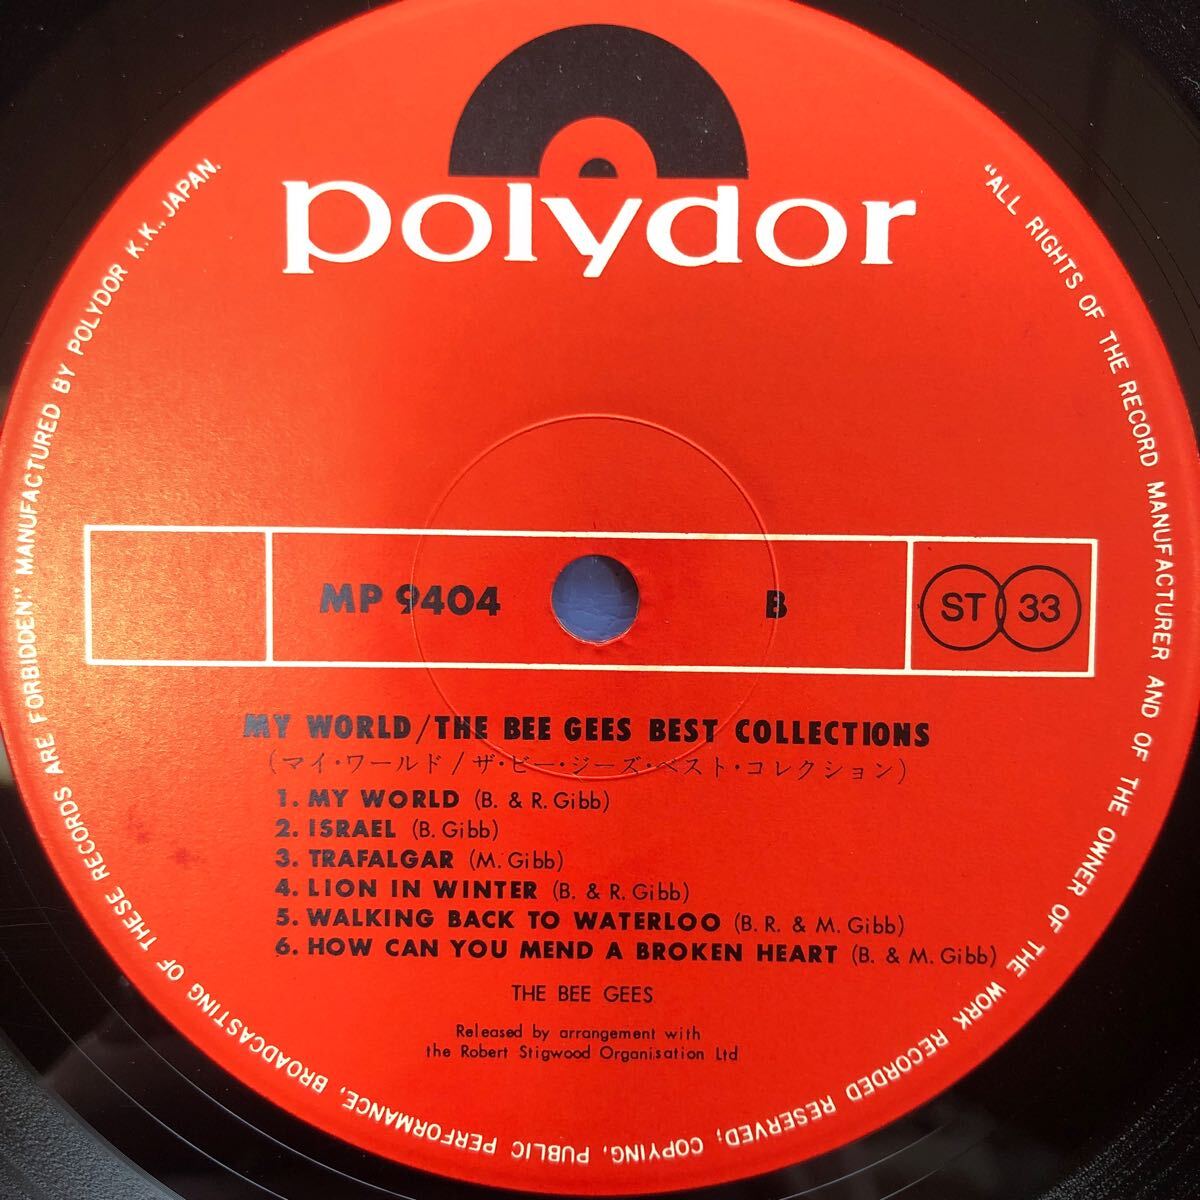 polydor
MP 9404
B
ST 33
MY WORLD/THE BEE GEES BEST COLLECTIONS
(マイ・ワールド/ザ・ビー・ジーズ・ベスト・コレクション)
1. MY WORLD (B. & R. Gibb)
2. ISRAEL (B. Gibb)
3. TRAFALGAR (M. Gibb)
4. LION IN WINTER (B. & R. Gibb)
5. WALKING BACK TO WATERLOO (B. R. & M. Gibb)
6. HOW CAN YOU MEND A BROKEN HEART (B. & M. Gibb)
THE BEE GEES
Released by arrangement with
the Robert Stigwood Organisation Ltd
"ALL RIGHTS OF THE RECORD MANUFACTURER AND OF THE OWNER OF THE WORK RECORDED RESERVED; COPYING, PUBLIC PERFORMANCE, BROADCASTING OF THESE RECORDS ARE FORBIDDEN" MANUFACTURED BY POLYDOR K.K., JAPAN.